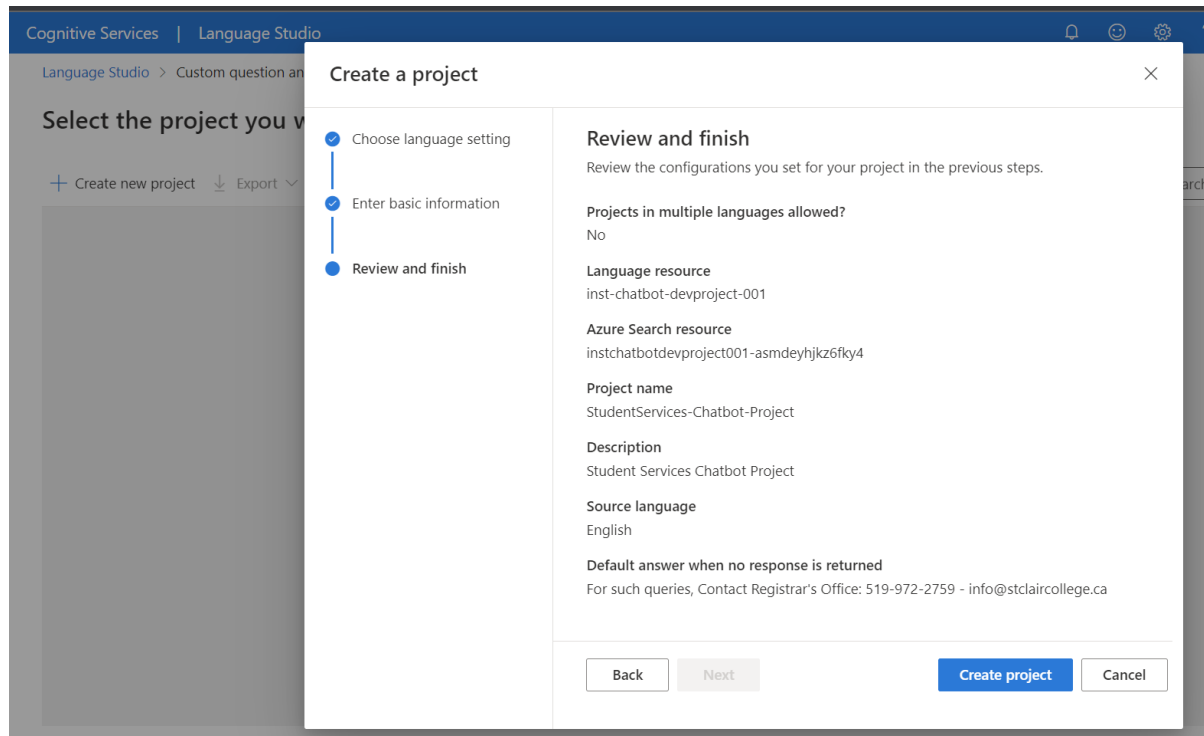 Cognitive Services | Language Studio
Language Studio > Custom question an
Select the project you w
+ Create new project Export
arch
Create a project
Choose language setting
Enter basic information
Review and finish
Review and finish
Review the configurations you set for your project in the previous steps.
Projects in multiple languages allowed?
No
Language resource
inst-chatbot-devproject-001
Azure Search resource
instchatbotdevproject001-asmdeyhjkz6fky4
Project name
StudentServices-Chatbot-Project
Description
Student Services Chatbot Project
Source language
English
Default answer when no response is returned
For such queries, Contact Registrar's Office: 519-972-2759 - info@stclaircollege.ca
Back
Next
Create project
Cancel